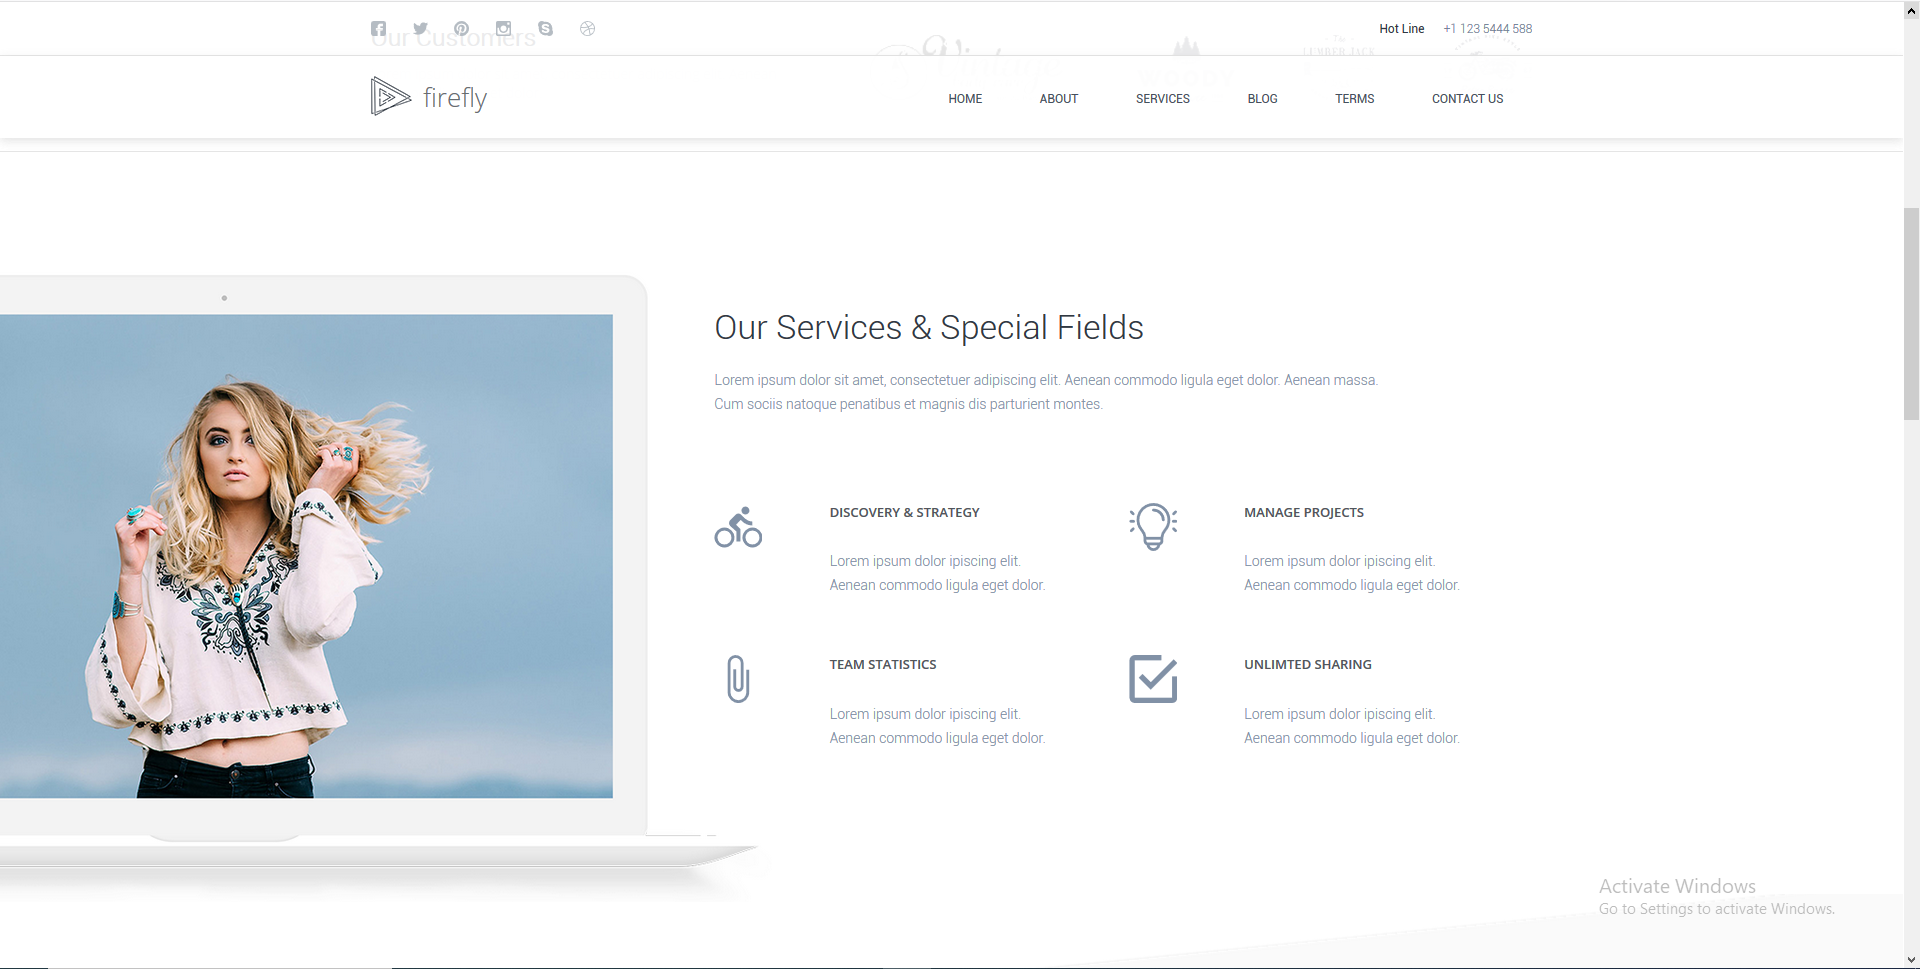 Our Customers
Hot Line +1 123 5444 588
THE LUMBER JACK
firefly
HOME ABOUT SERVICES BLOG TERMS CONTACT US
Our Services & Special Fields
Lorem ipsum dolor sit amet, consectetuer adipiscing elit. Aenean commodo ligula eget dolor. Aenean massa.
Cum sociis natoque penatibus et magnis dis parturient montes.
DISCOVERY & STRATEGY
Lorem ipsum dolor ipiscing elit.
Aenean commodo ligula eget dolor.
MANAGE PROJECTS
Lorem ipsum dolor ipiscing elit.
Aenean commodo ligula eget dolor.
TEAM STATISTICS
Lorem ipsum dolor ipiscing elit.
Aenean commodo ligula eget dolor.
UNLIMTED SHARING
Lorem ipsum dolor ipiscing elit.
Aenean commodo ligula eget dolor.
Activate Windows
Go to Settings to activate Windows.